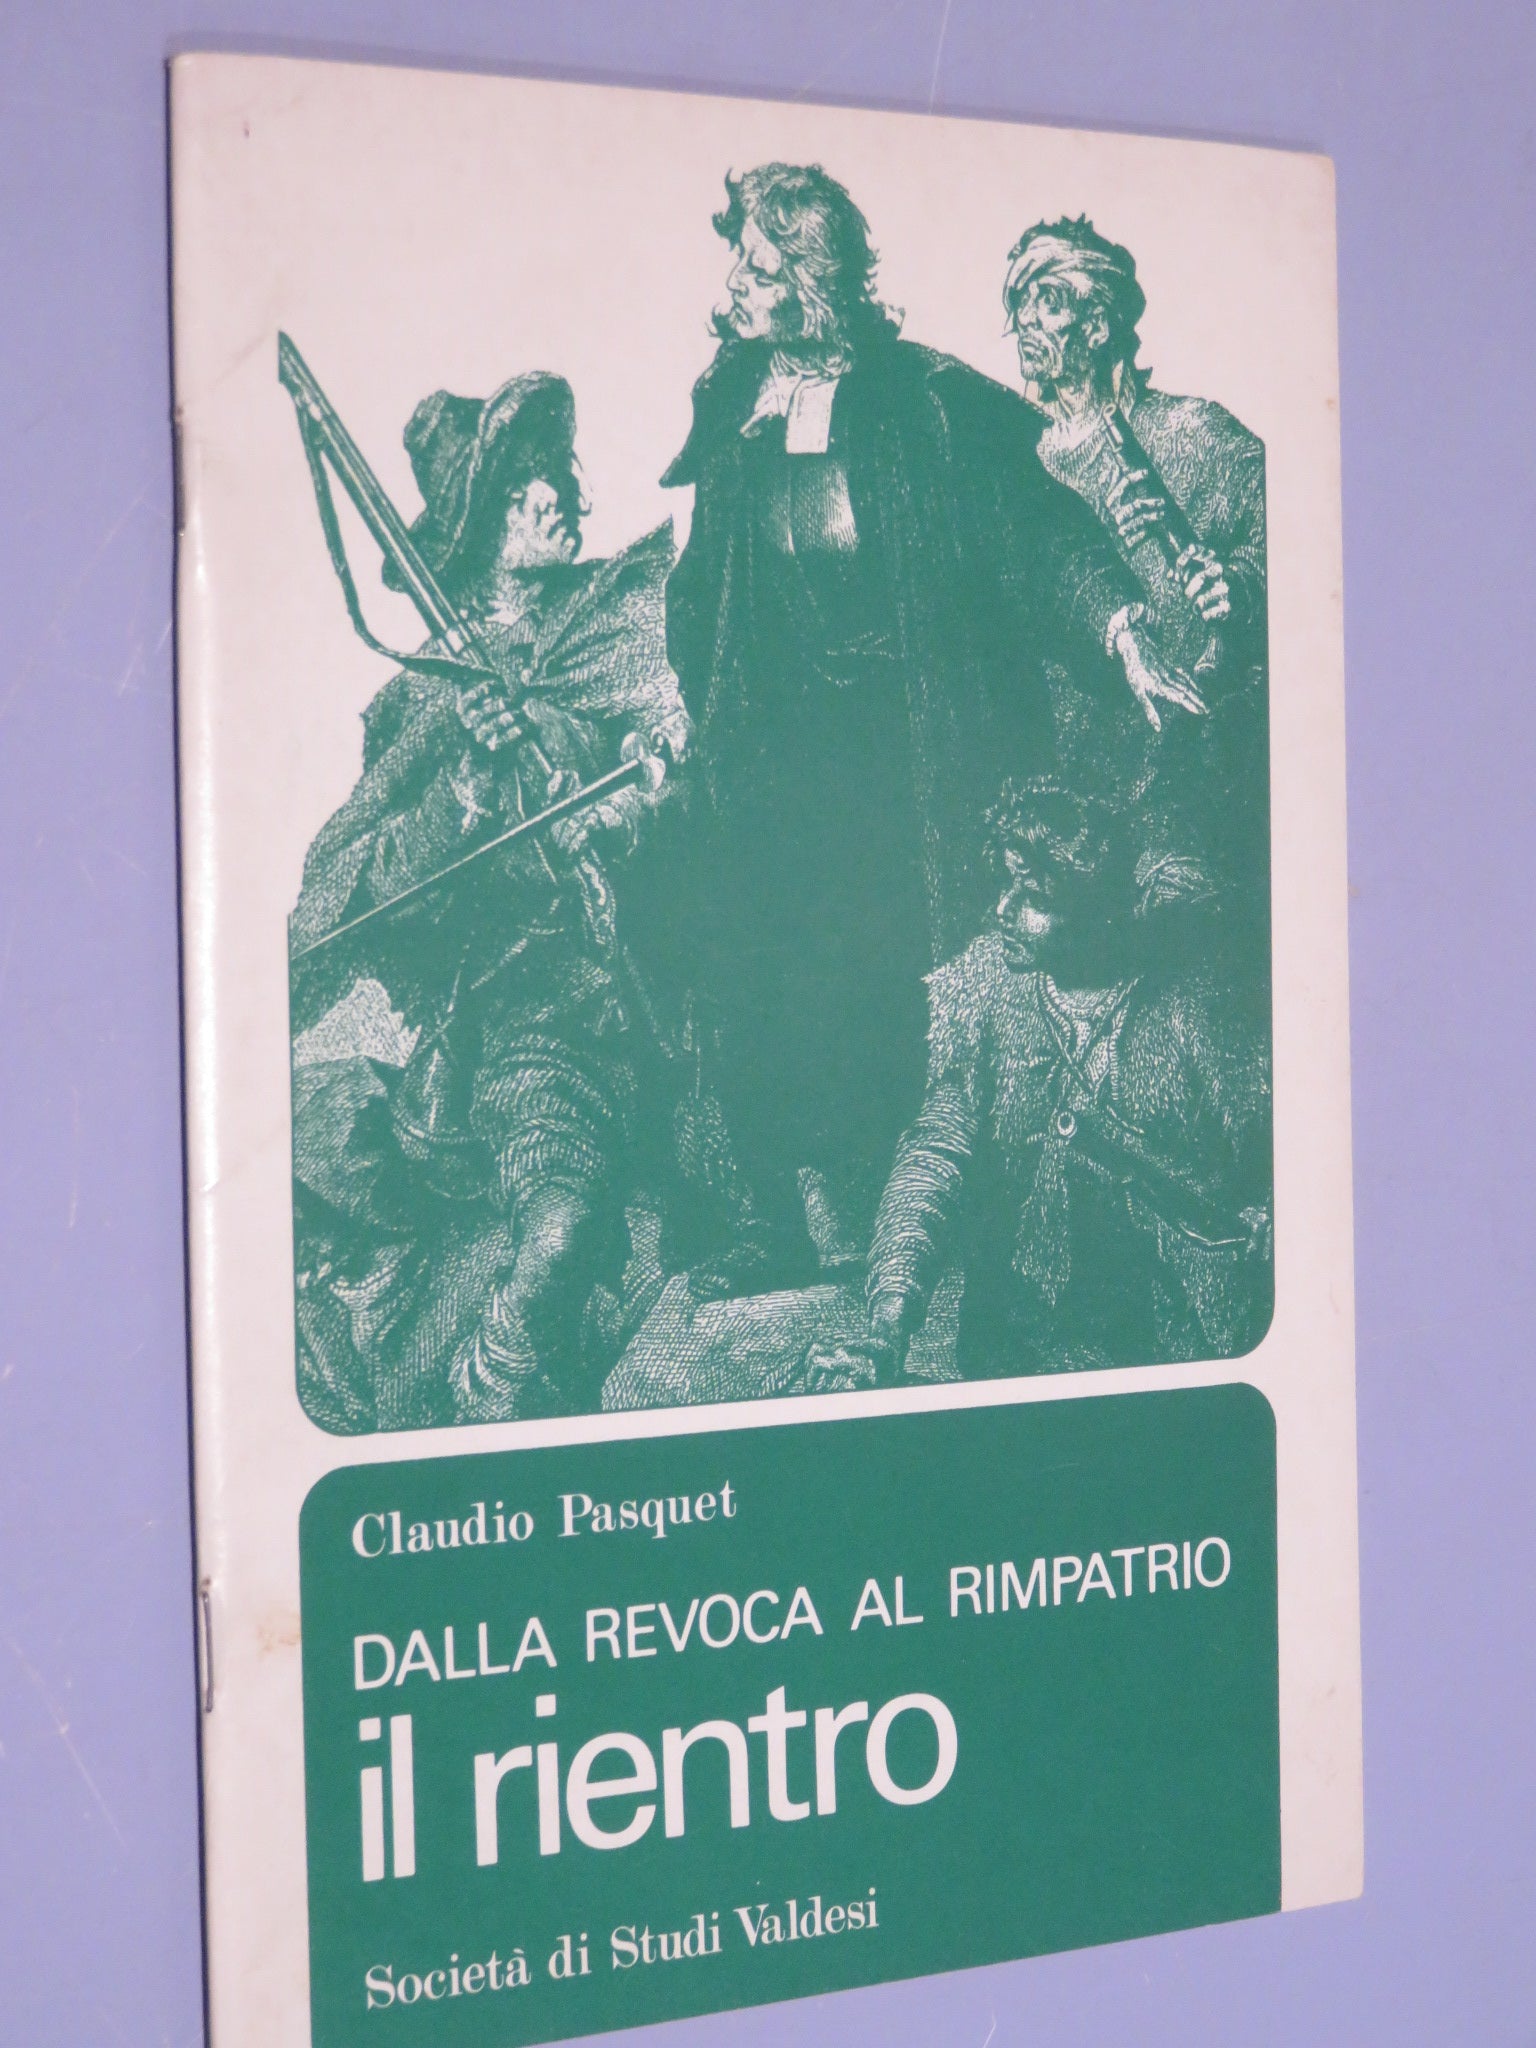 Claudio Pasquet
DALLA REVOCA AL RIMPATRIO
il rientro
Società di Studi Valdesi